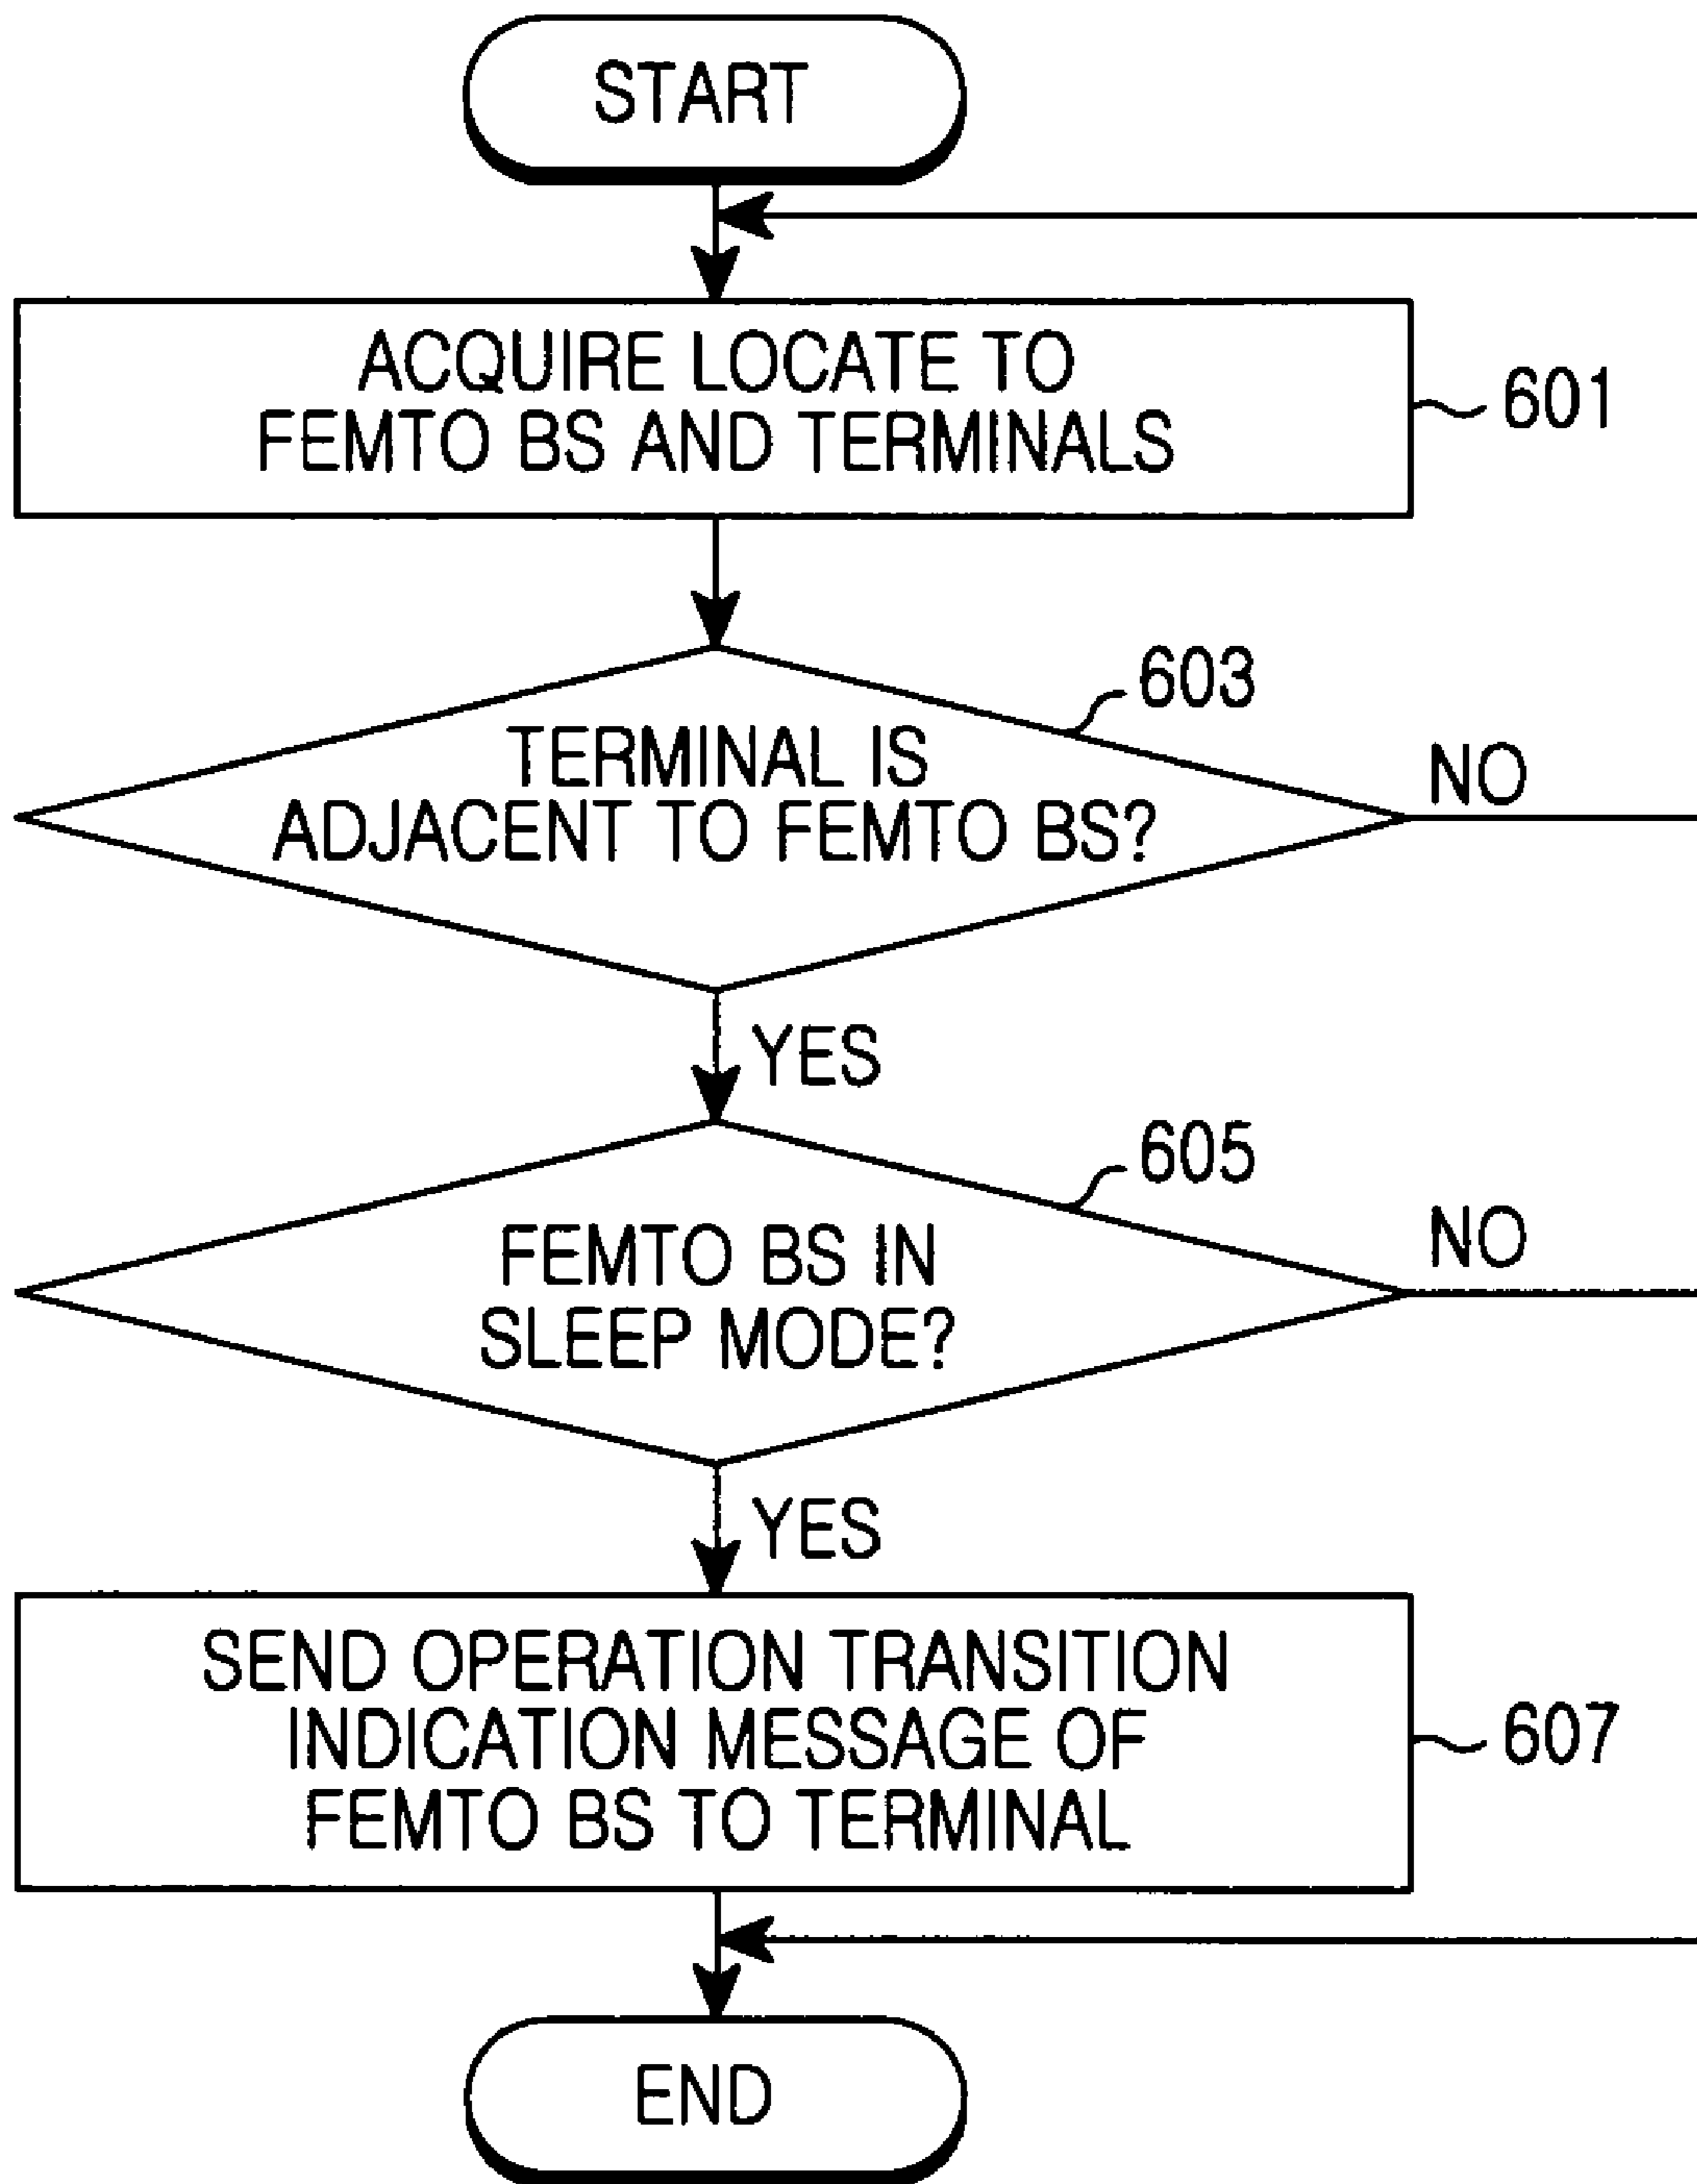 START
ACQUIRE LOCATE TO
FEMTO BS AND TERMINALS
601
603
TERMINAL IS
ADJACENT TO FEMTO BS?
NO
YES
605
FEMTO BS IN
SLEEP MODE?
NO
YES
SEND OPERATION TRANSITION
INDICATION MESSAGE OF
FEMTO BS TO TERMINAL
607
END